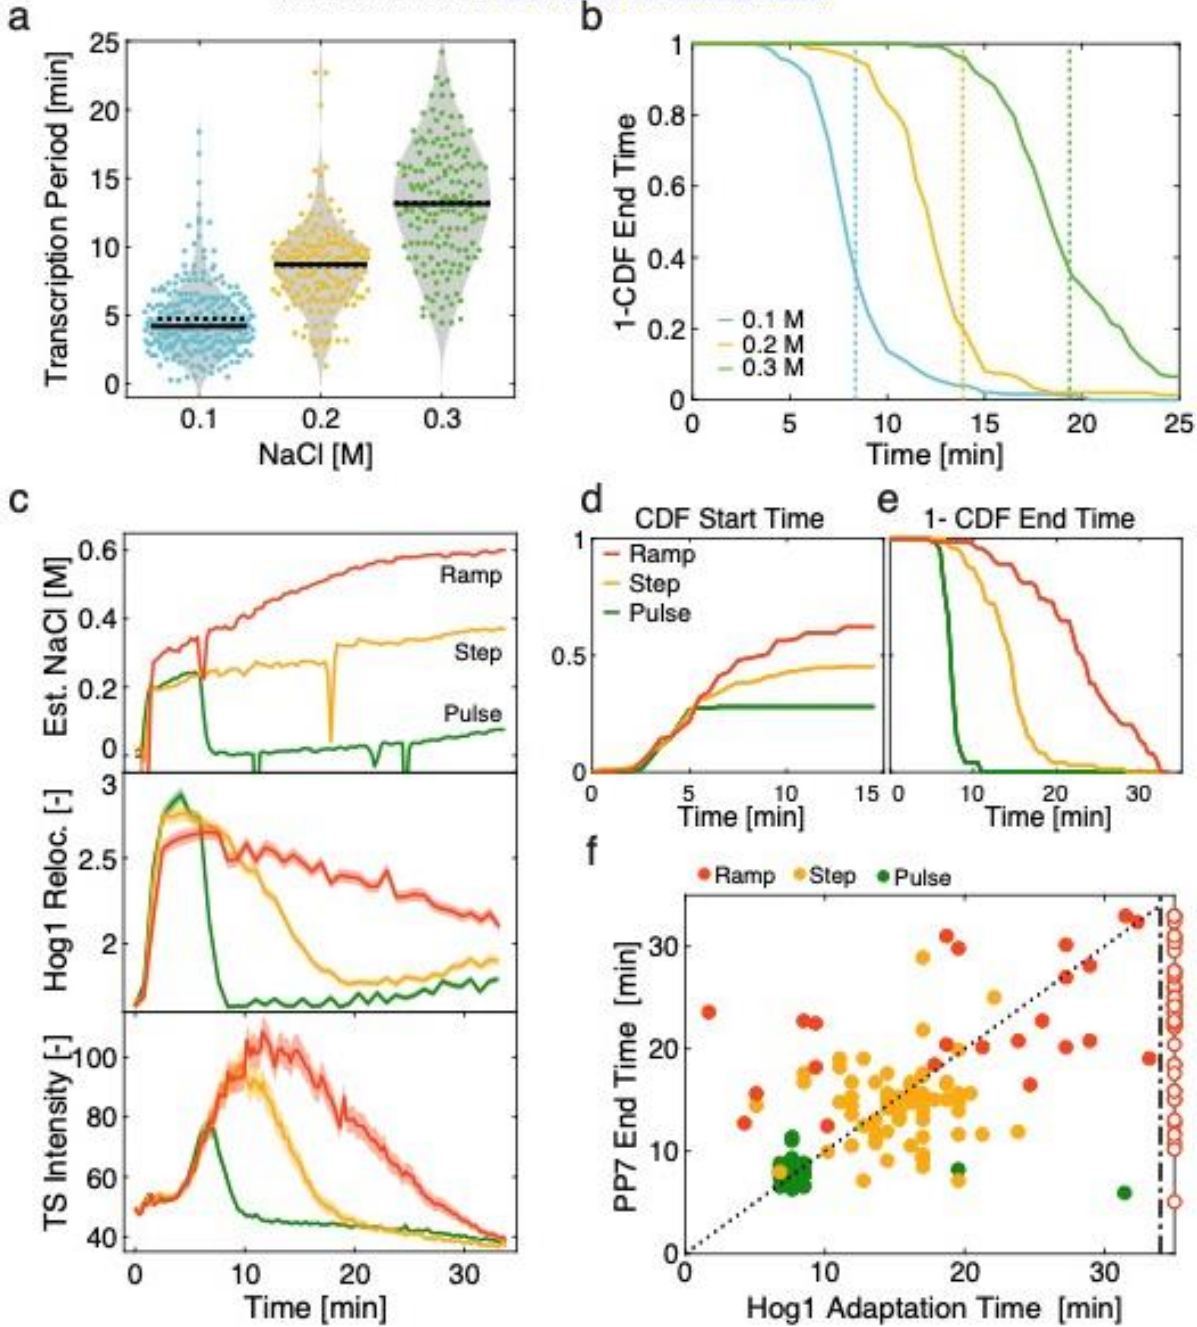 a
Transcription Period [min]
25
20
15
10
5
0
0.1 0.2 0.3
NaCl [M]
b
1-CDF End Time
1
0.8
0.6
0.4
0.2
0
0.1 M
0.2 M
0.3 M
0 5 10 15 20 25
Time [min]
c
Est. NaCl [M]
0.6
0.4
0.2
0
Ramp
Step
Pulse
Hog1 Reloc. [-]
3
2.5
2
TS Intensity [-]
100
80
60
40
0 10 20 30
Time [min]
d
CDF Start Time
1
0.5
0
Ramp
Step
Pulse
0 5 10 15
Time [min]
e
1- CDF End Time
0 10 20 30
Time [min]
f
Ramp Step Pulse
PP7 End Time [min]
30
20
10
0
0 10 20 30
Hog1 Adaptation Time [min]